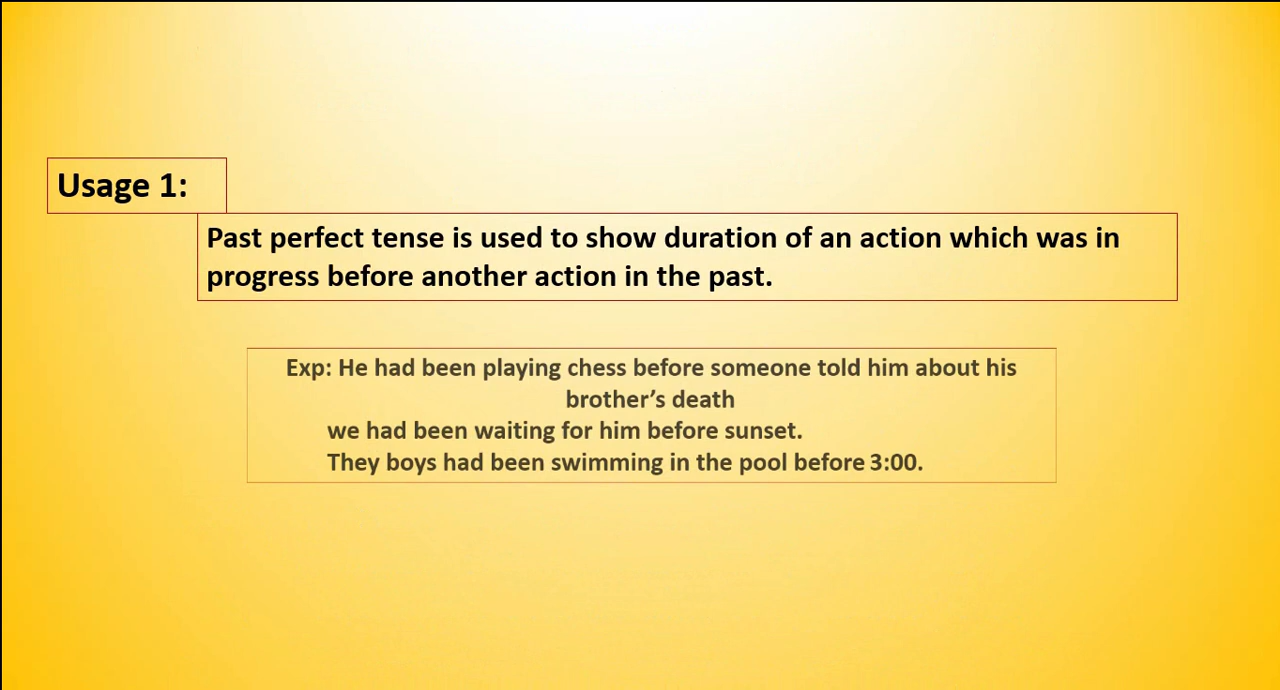 Usage 1:
Past perfect tense is used to show duration of an action which was in
progress before another action in the past.
Exp: He had been playing chess before someone told him about his
brother’s death
we had been waiting for him before sunset.
They boys had been swimming in the pool before 3:00.